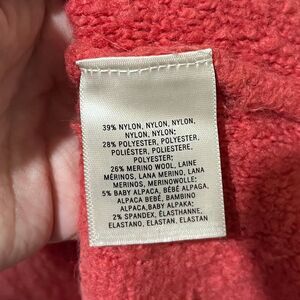 39% NYLON, NYLON, NYLON,
NYLON, NYLON;
28% POLYESTER, POLYESTER,
POLIÉSTER, POLIESTERE,
POLYESTER;
26% MERINO WOOL, LAINE
MÉRINOS, LANA MERINO, LANA
MERINOS, MERINOWOLLE;
5% BABY ALPACA, BÉBÉ ALPAGA,
ALPACA BEBÉ, BAMBINO
ALPACA, BABY ALPAKA;
2% SPANDEX, ÉLASTHANNE,
ELASTANO, ELASTAN, ELASTAN